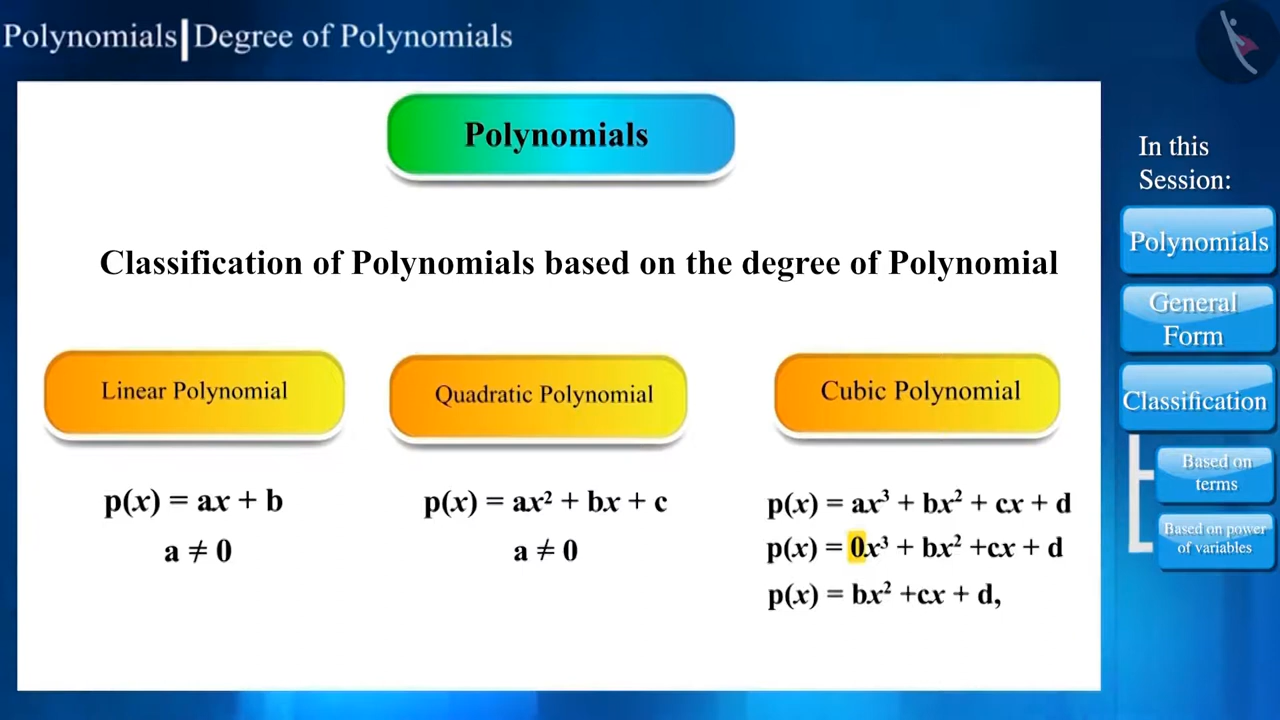 Polynomials|Degree of Polynomials
Polynomials
Classification of Polynomials based on the degree of Polynomial
Linear Polynomial
p(x) = ax + b
a ≠ 0
Quadratic Polynomial
p(x) = ax² + bx + c
a ≠ 0
Cubic Polynomial
p(x) = ax³ + bx² + cx + d
p(x) = 0x³ + bx² +cx + d
p(x) = bx² +cx + d,
In this
Session:
Polynomials
General
Form
Classification
Based on
terms
Based on power
of variables